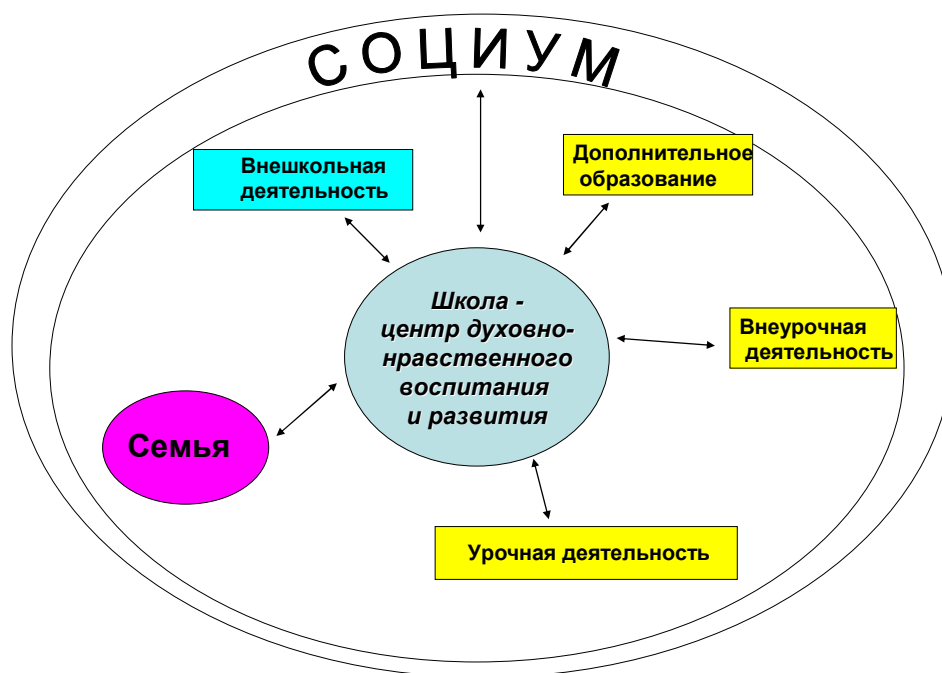 СОЦИУМ
Внешкольная
деятельность
Дополнительное
образование
Школа -
центр духовно-
нравственного
воспитания
и развития
Внеурочная
деятельность
Семья
Урочная деятельность